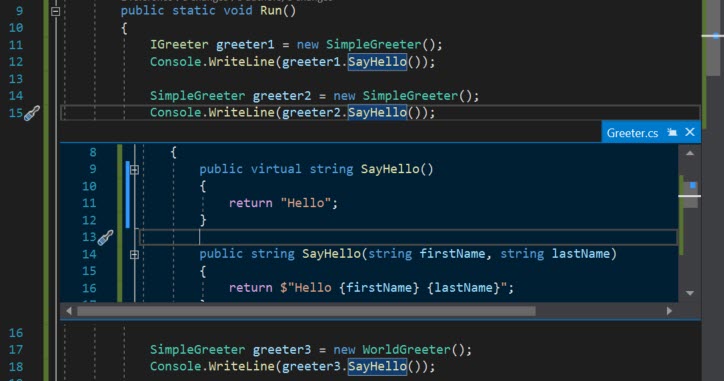 9 public static void Run()
10 {
11 IGreeter greeter1 = new SimpleGreeter();
12 Console.WriteLine(greeter1.SayHello());
13
14 SimpleGreeter greeter2 = new SimpleGreeter();
15 Console.WriteLine(greeter2.SayHello());
Greeter.cs
8 {
9 public virtual string SayHello()
10 {
11 return "Hello";
12 }
13
14 public string SayHello(string firstName, string lastName)
15 {
16 return $"Hello {firstName} {lastName}";
16
17 SimpleGreeter greeter3 = new WorldGreeter();
18 Console.WriteLine(greeter3.SayHello());